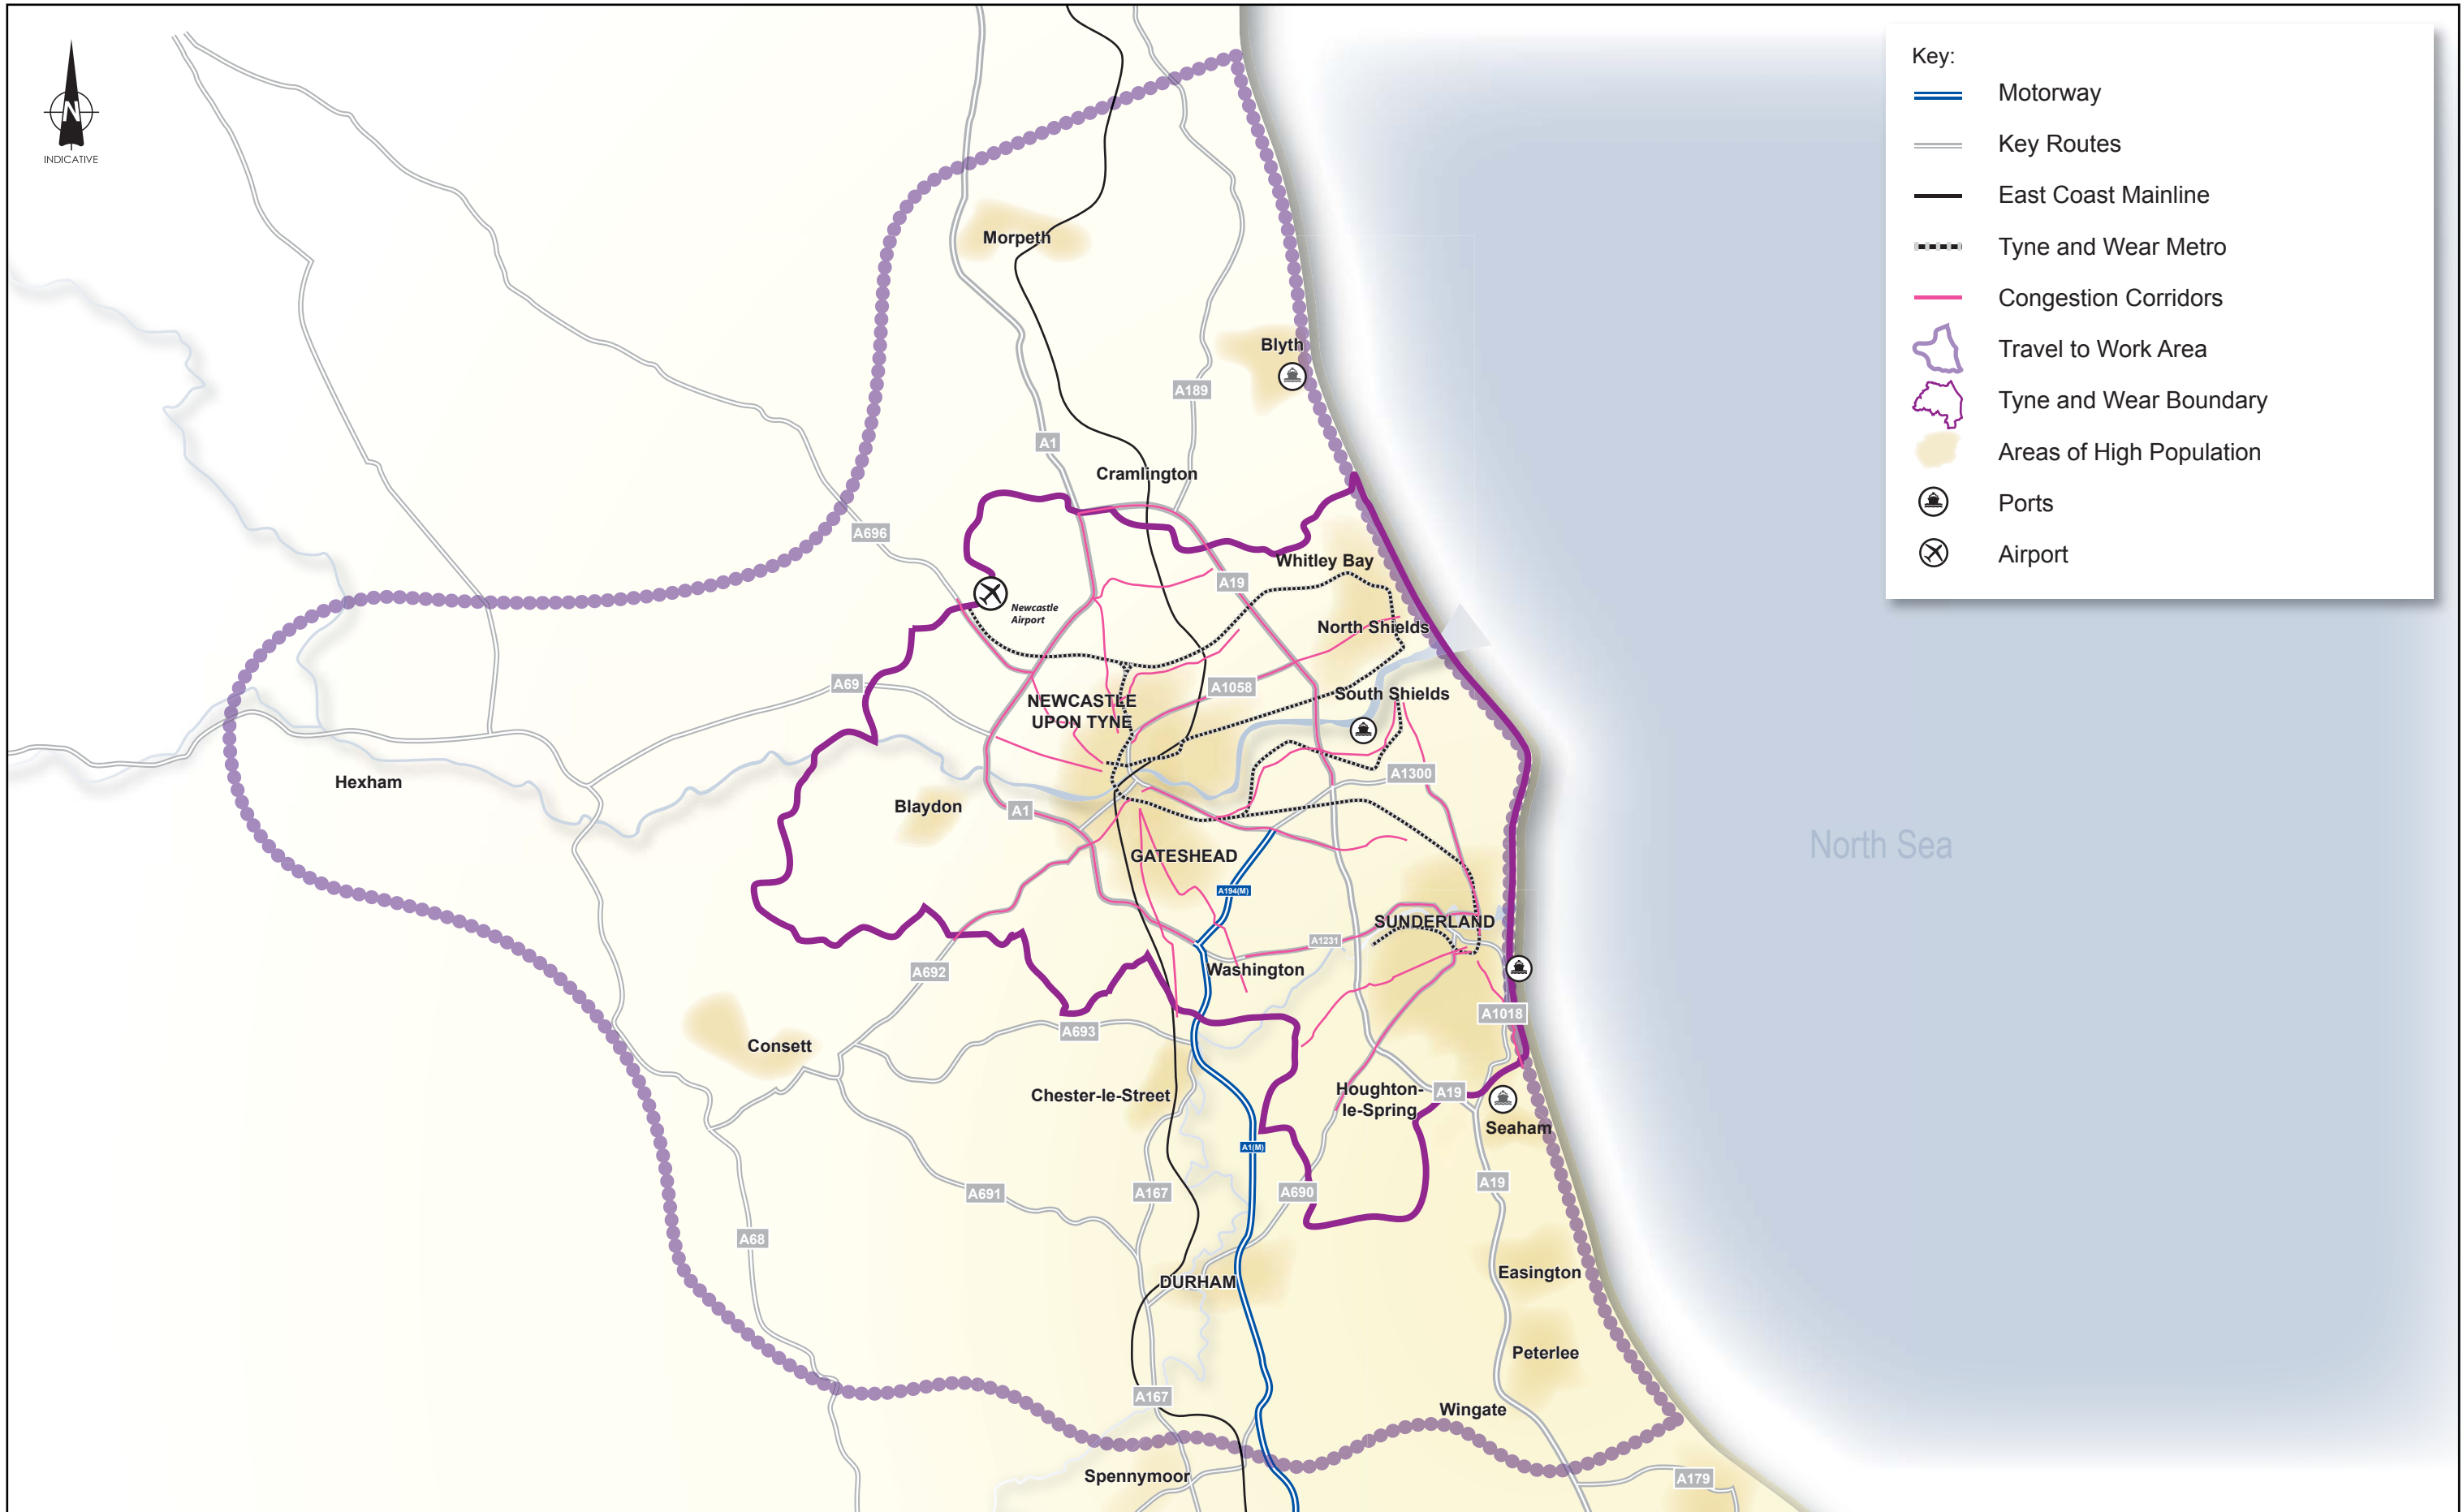 N
INDICATIVE
Key:
Motorway
Key Routes
East Coast Mainline
Tyne and Wear Metro
Congestion Corridors
Travel to Work Area
Tyne and Wear Boundary
Areas of High Population
Ports
Airport
Morpeth
Blyth
A189
A1
Cramlington
A696
Whitley Bay
A19
Newcastle
Airport
North Shields
A69
A1058
South Shields
NEWCASTLE
UPON TYNE
A1300
Hexham
Blaydon
A1
North Sea
GATESHEAD
A194(M)
SUNDERLAND
A1231
A692
Washington
A1018
A693
Consett
Chester-le-Street
Houghton-
le-Spring
A19
Seaham
A1(M)
A691
A167
A690
A19
A68
Easington
DURHAM
Peterlee
A167
Wingate
Spennymoor
A179